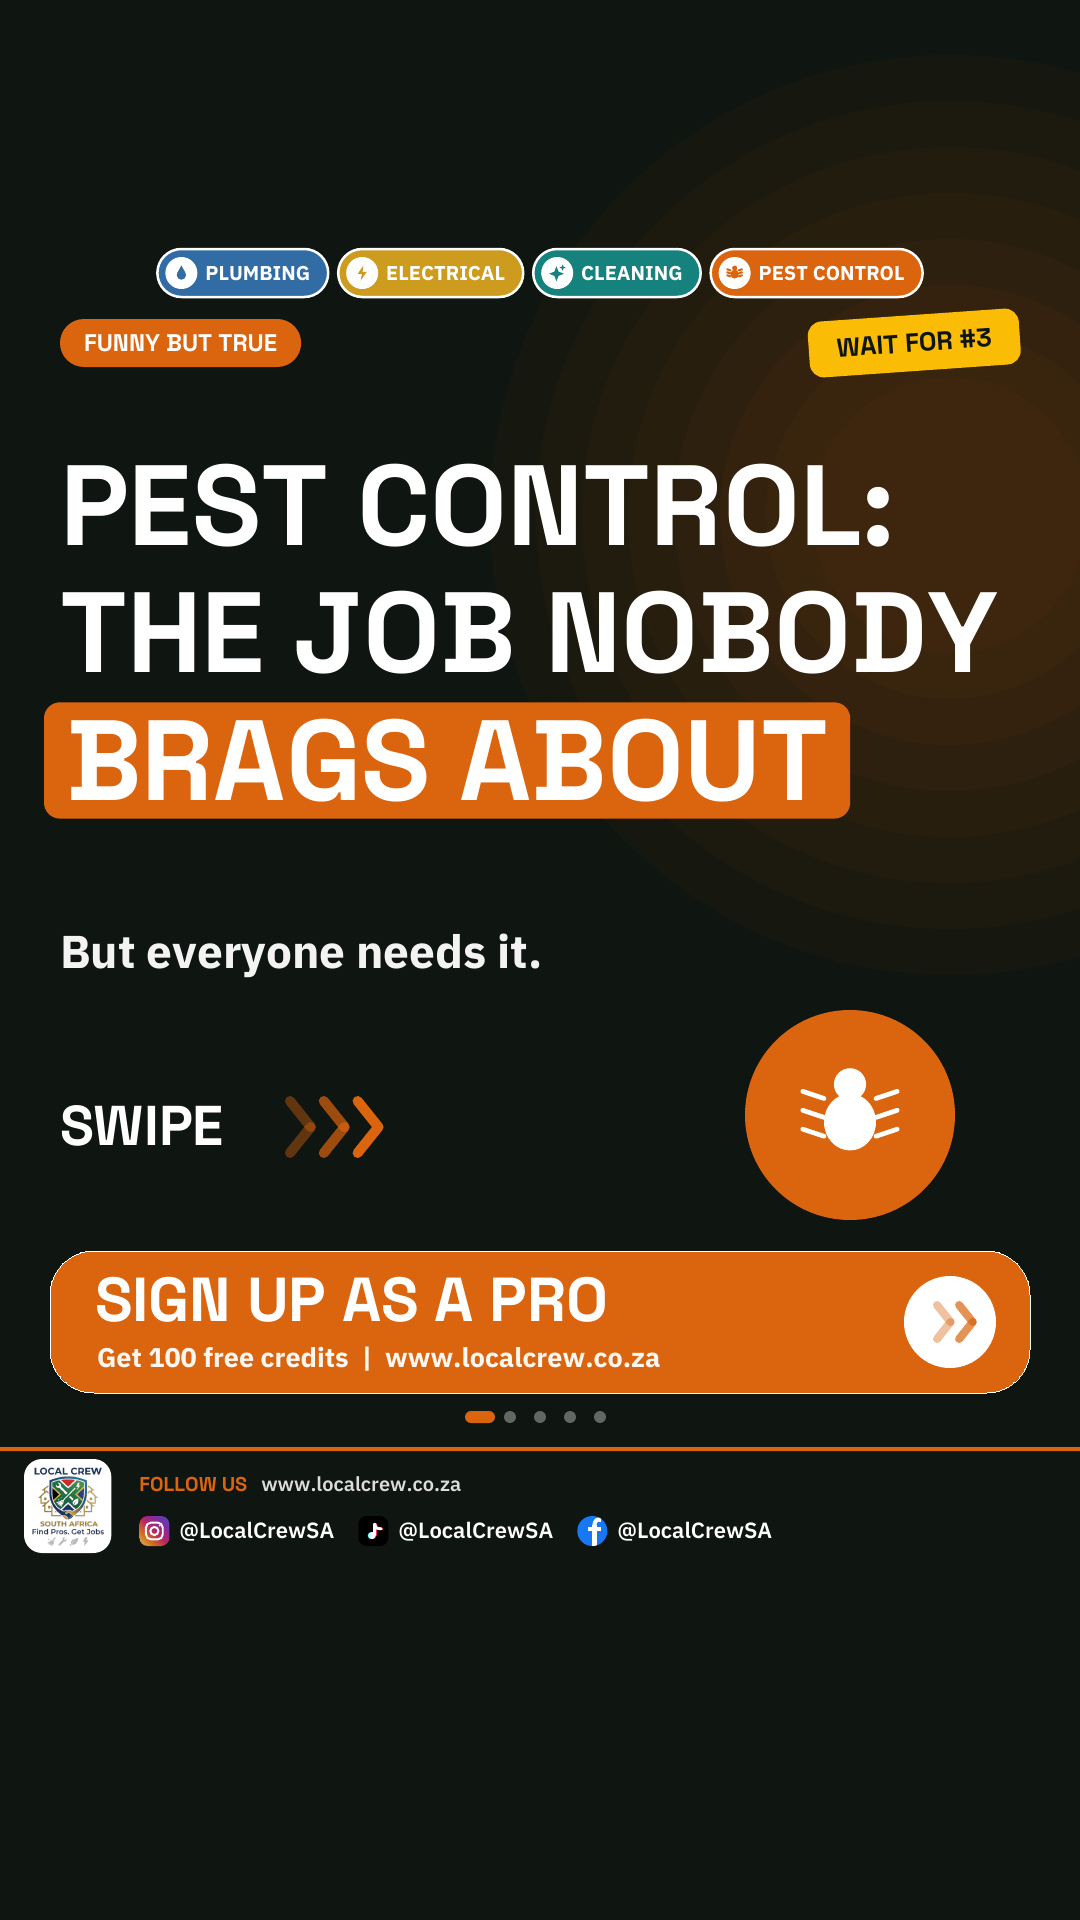 PLUMBING
ELECTRICAL
CLEANING
PEST CONTROL
FUNNY BUT TRUE
WAIT FOR #3
PEST CONTROL:
THE JOB NOBODY
BRAGS ABOUT
But everyone needs it.
SWIPE
SIGN UP AS A PRO
Get 100 free credits | www.localcrew.co.za
LOCAL CREW
SOUTH AFRICA
Find Pros. Get Jobs
FOLLOW US www.localcrew.co.za
@LocalCrewSA @LocalCrewSA @LocalCrewSA